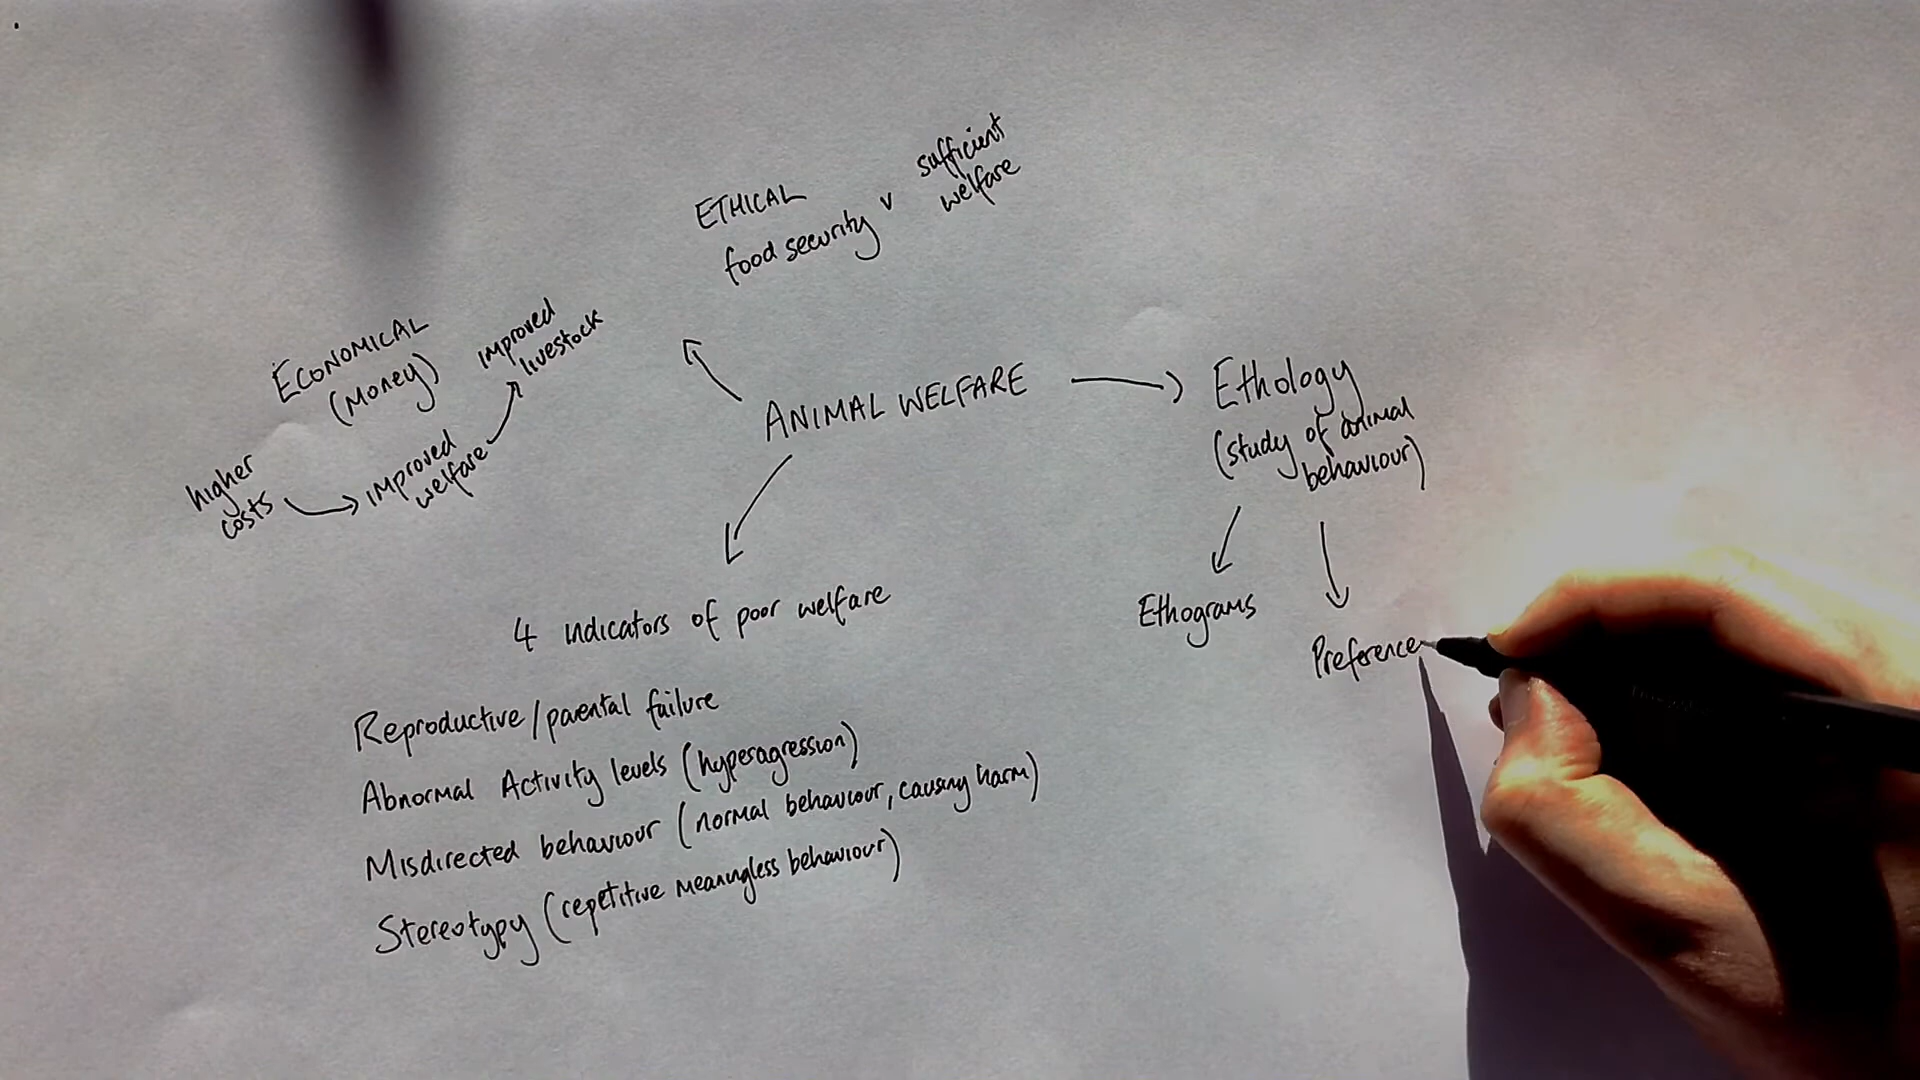 ETHICAL
food security v sufficient
welfare
ECONOMICAL
(Money)
higher
costs
improved
welfare
improved
livestock
ANIMAL WELFARE
Ethology
(study of animal
behaviour)
Ethograms
Preference
4 indicators of poor welfare
Reproductive/parental failure
Abnormal Activity levels (hyperagression)
Misdirected behaviour (normal behaviour, causing harm)
Stereotypy (repetitive meaningless behaviour)